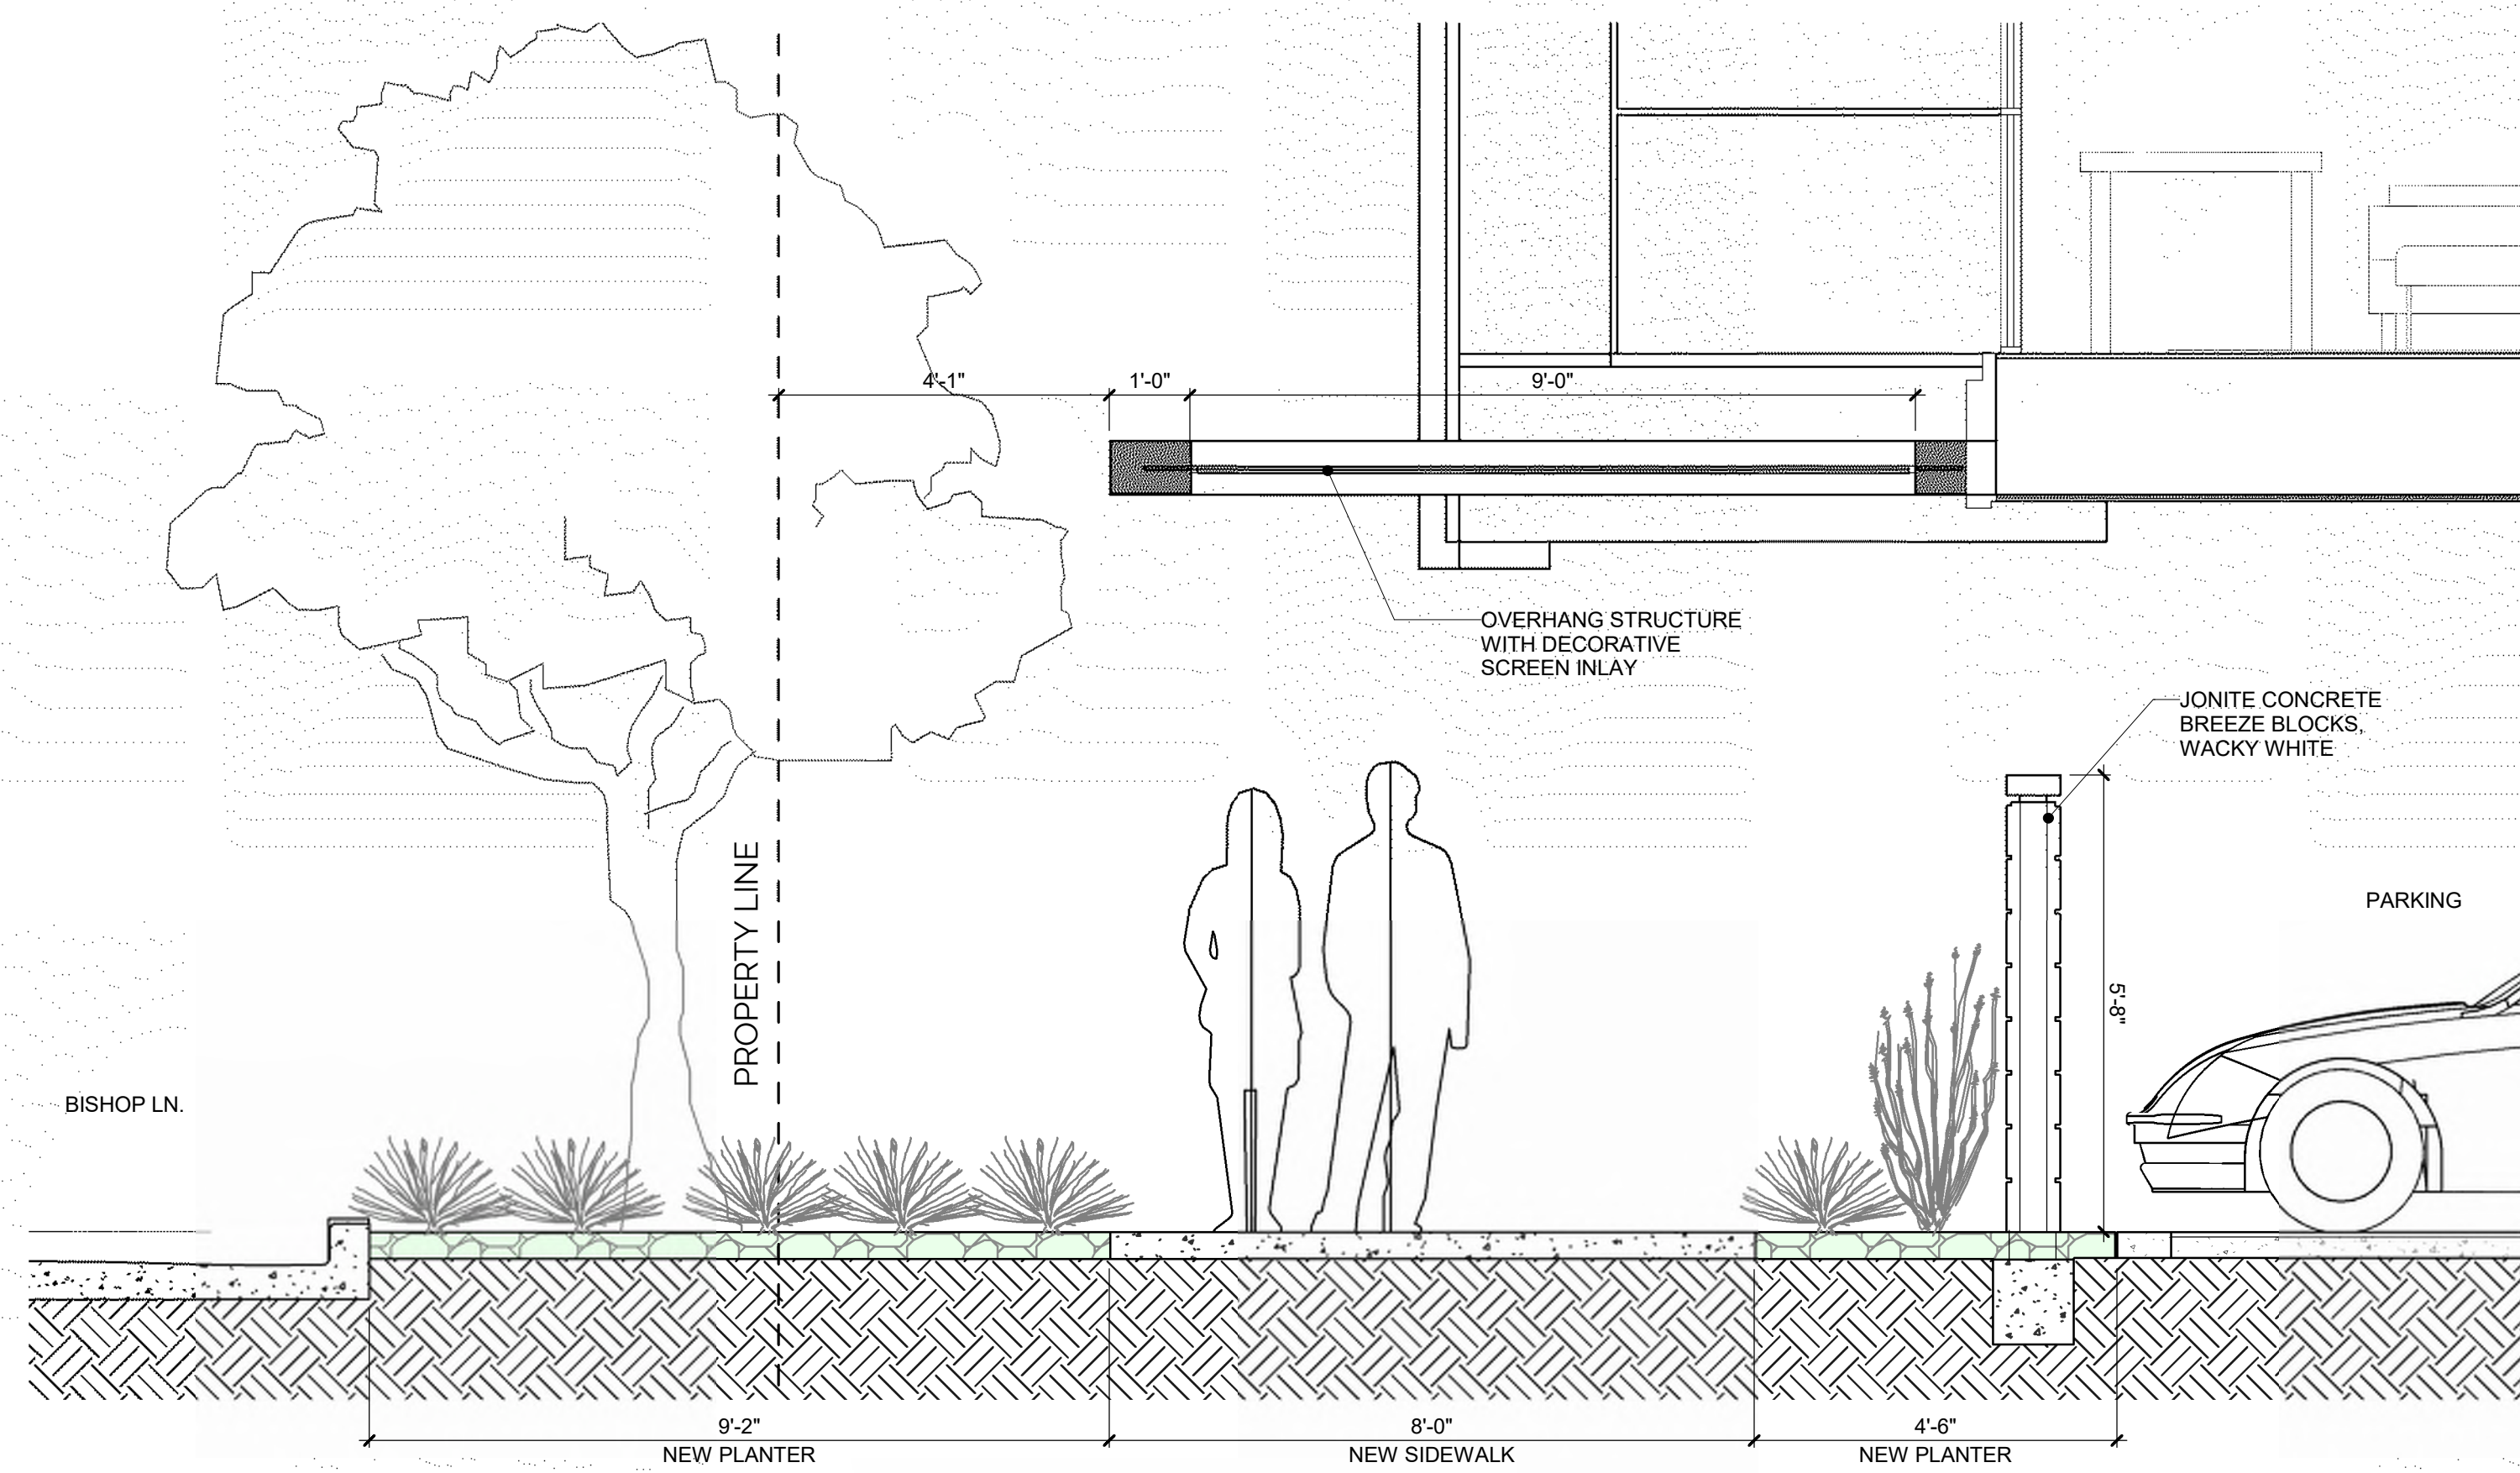 4'-1"
1'-0"
9'-0"
OVERHANG STRUCTURE
WITH DECORATIVE
SCREEN INLAY
JONITE CONCRETE
BREEZE BLOCKS,
WACKY WHITE
PROPERTY LINE
PARKING
5'-8"
BISHOP LN.
9'-2"
NEW PLANTER
8'-0"
NEW SIDEWALK
4'-6"
NEW PLANTER